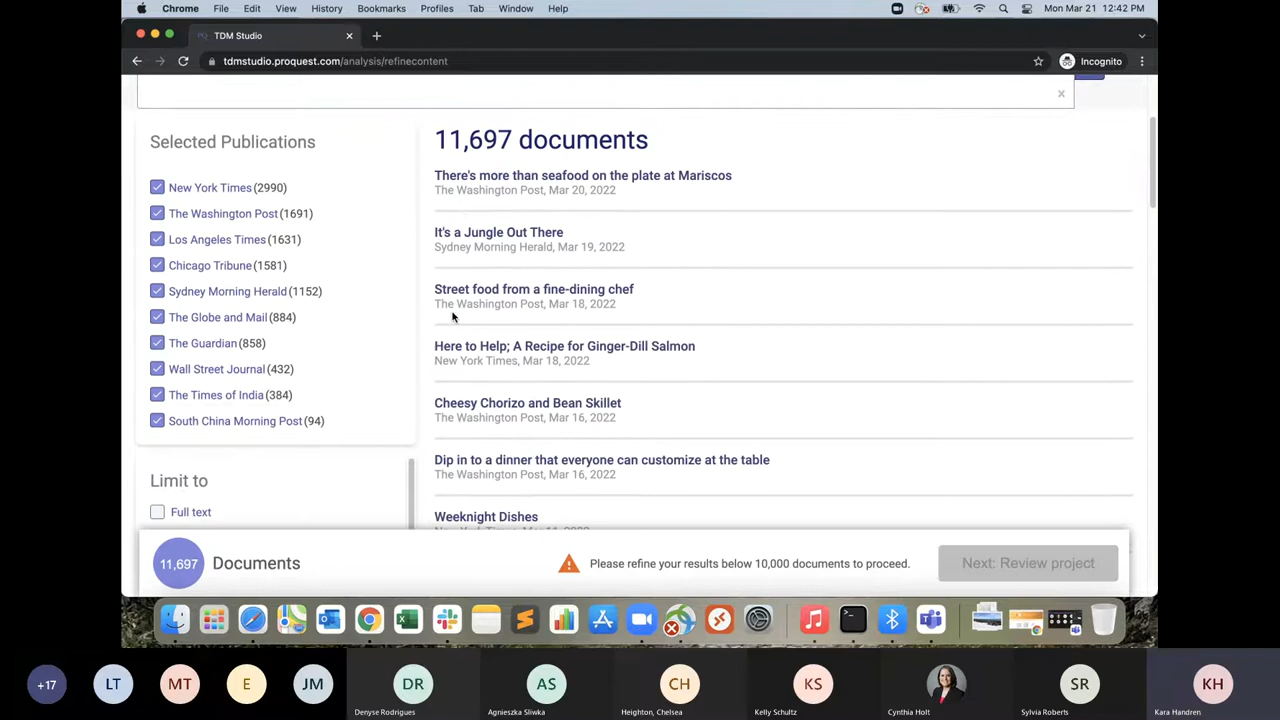 Chrome File Edit View History Bookmarks Profiles Tab Window Help Mon Mar 21 12:42 PM
TDM Studio
tdmstudio.proquest.com/analysis/refinecontent
Incognito
Selected Publications
New York Times (2990)
The Washington Post (1691)
Los Angeles Times (1631)
Chicago Tribune (1581)
Sydney Morning Herald (1152)
The Globe and Mail (884)
The Guardian (858)
Wall Street Journal (432)
The Times of India (384)
South China Morning Post (94)
Limit to
Full text
11,697 documents
There's more than seafood on the plate at Mariscos
The Washington Post, Mar 20, 2022
It's a Jungle Out There
Sydney Morning Herald, Mar 19, 2022
Street food from a fine-dining chef
The Washington Post, Mar 18, 2022
Here to Help; A Recipe for Ginger-Dill Salmon
New York Times, Mar 18, 2022
Cheesy Chorizo and Bean Skillet
The Washington Post, Mar 16, 2022
Dip in to a dinner that everyone can customize at the table
The Washington Post, Mar 16, 2022
Weeknight Dishes
11,697 Documents
Please refine your results below 10,000 documents to proceed.
Next: Review project
+17 LT MT E JM DR AS CH KS SR KH
Denyse Rodrigues Agnieszka Sliwka Heighton, Chelsea Kelly Schultz Cynthia Holt Sylvia Roberts Kara Handren